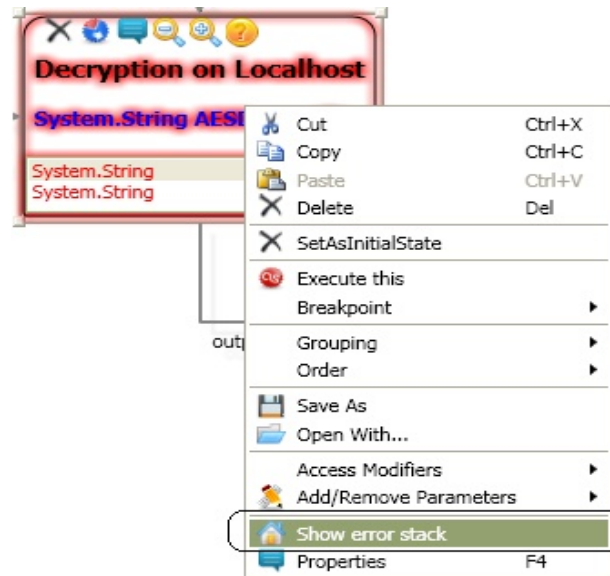 Decryption on Localhost
System.String
System.String
System.String
outp
Cut Ctrl+X
Copy Ctrl+C
Paste Ctrl+V
Delete Del
SetAsInitialState
Execute this
Breakpoint
Grouping
Order
Save As
Open With...
Access Modifiers
Add/Remove Parameters
Show error stack
Properties F4